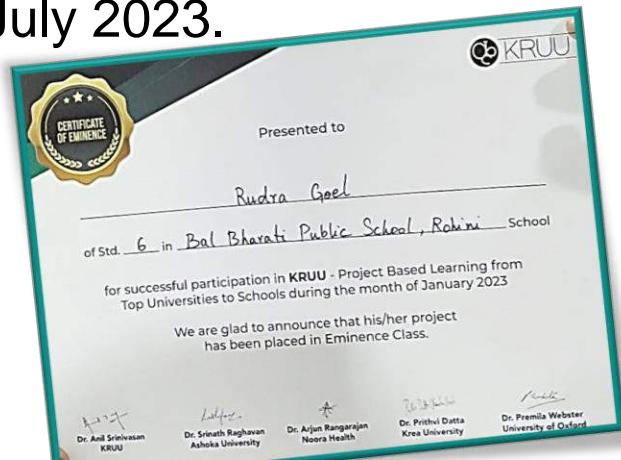 July 2023.
KRUU
CERTIFICATE
OF EMINENCE
Presented to
Rudra Goel
of Std. 6 in Bal Bharati Public School, Rohini School
for successful participation in KRUU - Project Based Learning from
Top Universities to Schools during the month of January 2023
We are glad to announce that his/her project
has been placed in Eminence Class.
Dr. Anil Srinivasan
KRUU
Dr. Srinath Raghavan
Ashoka University
Dr. Arjun Rangarajan
Noora Health
Dr. Prithvi Datta
Krea University
Dr. Premila Webster
University of Oxford